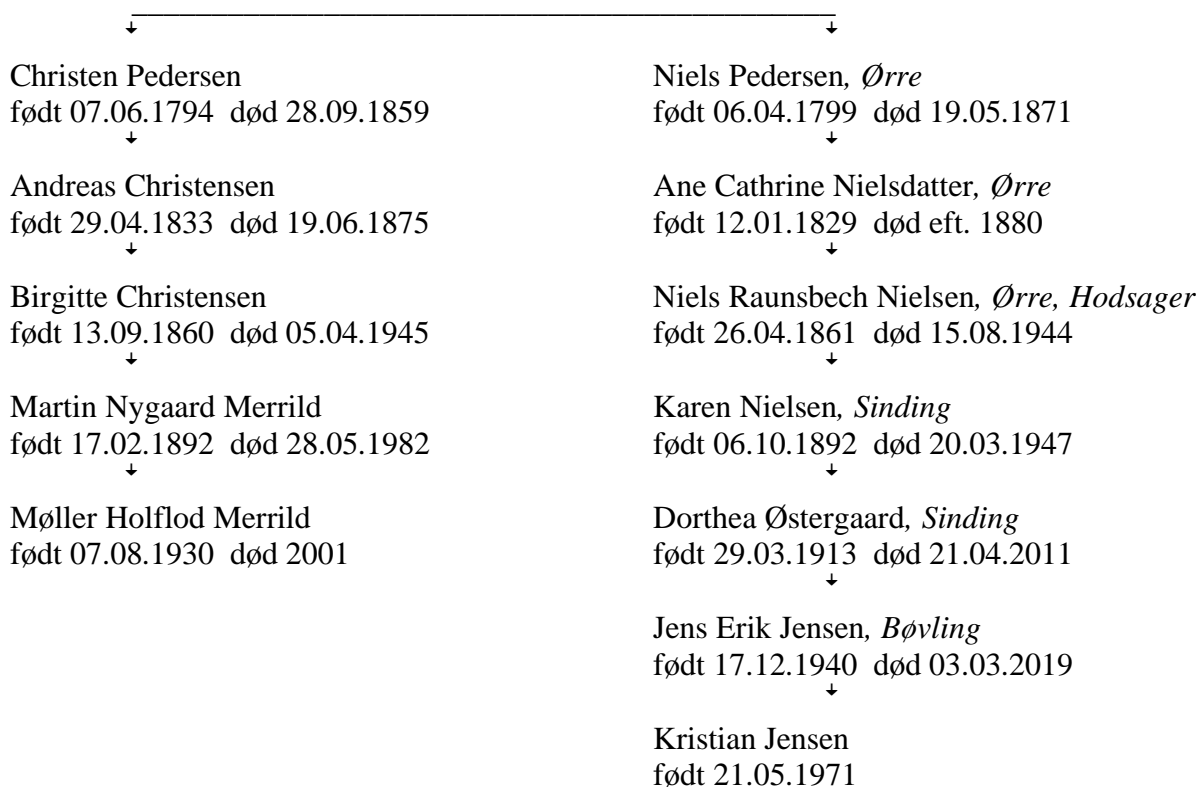 Christen Pedersen
født 07.06.1794 død 28.09.1859
Andreas Christensen
født 29.04.1833 død 19.06.1875
Birgitte Christensen
født 13.09.1860 død 05.04.1945
Martin Nygaard Merrild
født 17.02.1892 død 28.05.1982
Møller Holflod Merrild
født 07.08.1930 død 2001
Niels Pedersen, Ørre
født 06.04.1799 død 19.05.1871
Ane Cathrine Nielsdatter, Ørre
født 12.01.1829 død eft. 1880
Niels Raunsbech Nielsen, Ørre, Hodsager
født 26.04.1861 død 15.08.1944
Karen Nielsen, Sinding
født 06.10.1892 død 20.03.1947
Dorthea Østergaard, Sinding
født 29.03.1913 død 21.04.2011
Jens Erik Jensen, Bøvling
født 17.12.1940 død 03.03.2019
Kristian Jensen
født 21.05.1971